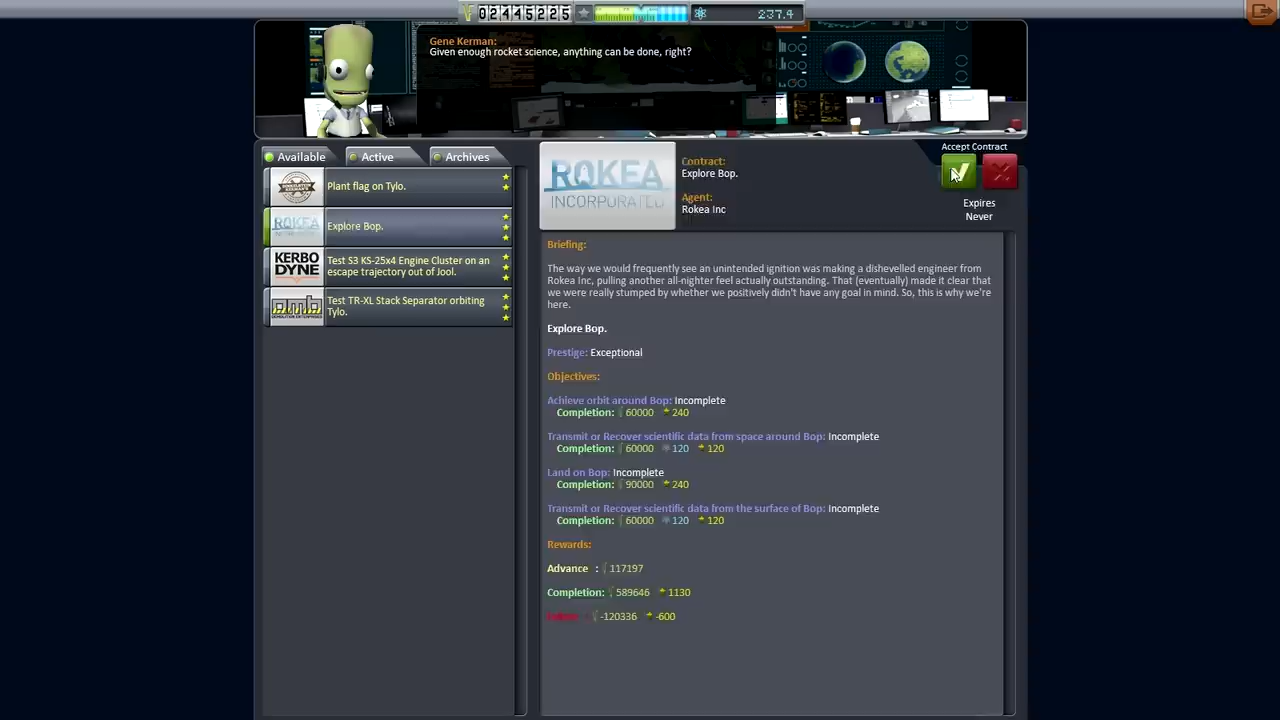 02445225
237.4
Gene Kerman:
Given enough rocket science, anything can be done, right?
Available
Active
Archives
Plant flag on Tylo.
ROKEA
Explore Bop.
KERBO
DYNE
Test S3 KS-25x4 Engine Cluster on an
escape trajectory out of Jool.
Test TR-XL Stack Separator orbiting
Tylo.
ROKEA
INCORPORATED
Contract:
Explore Bop.
Agent:
Rokea Inc
Accept Contract
Expires
Never
Briefing:
The way we would frequently see an unintended ignition was making a dishevelled engineer from
Rokea Inc, pulling another all-nighter feel actually outstanding. That (eventually) made it clear that
we were really stumped by whether we positively didn't have any goal in mind. So, this is why we're
here.
Explore Bop.
Prestige: Exceptional
Objectives:
Achieve orbit around Bop: Incomplete
Completion: 60000 240
Transmit or Recover scientific data from space around Bop: Incomplete
Completion: 60000 120 120
Land on Bop: Incomplete
Completion: 90000 240
Transmit or Recover scientific data from the surface of Bop: Incomplete
Completion: 60000 120 120
Rewards:
Advance : 117197
Completion: 589646 1130
-120336 -600